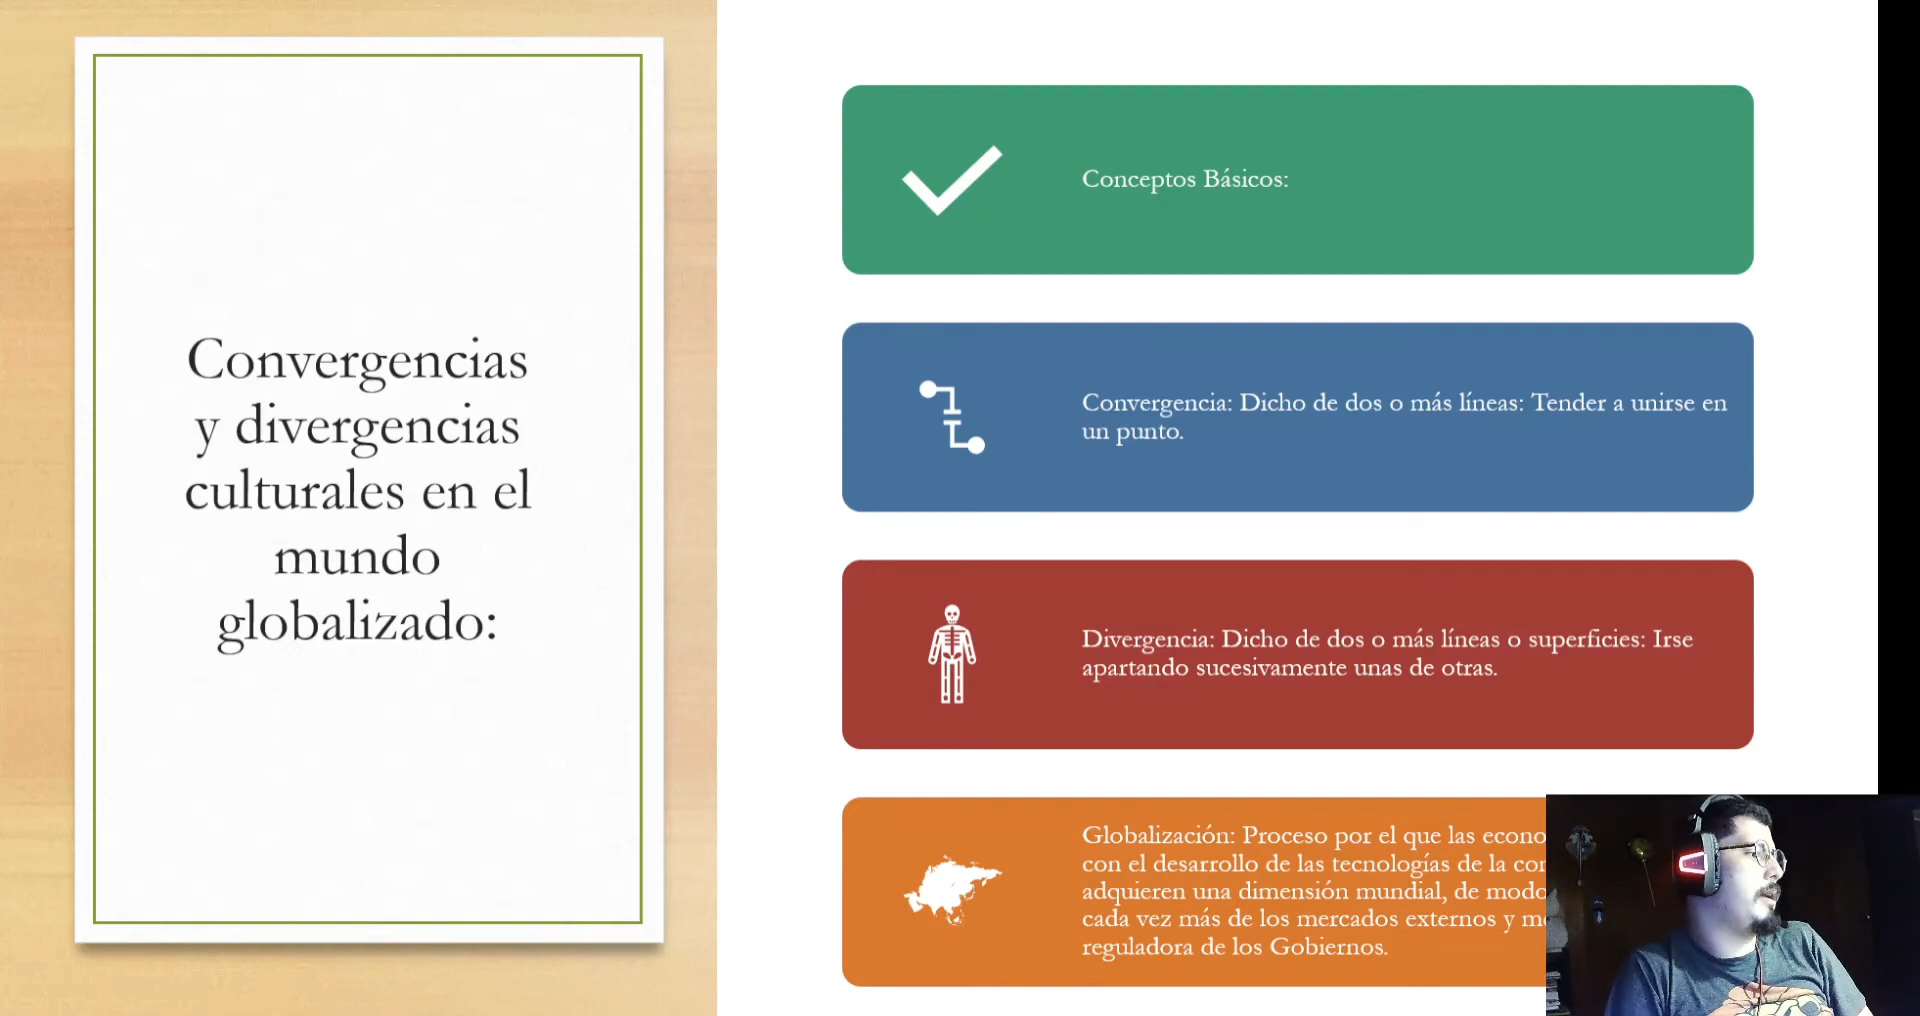 Convergencias
y divergencias
culturales en el
mundo
globalizado:
Conceptos Básicos:
Convergencia: Dicho de dos o más líneas: Tender a unirse en
un punto.
Divergencia: Dicho de dos o más líneas o superficies: Irse
apartando sucesivamente unas de otras.
Globalización: Proceso por el que las
con el desarrollo de las tecnologías de la
adquieren una dimensión mundial, de modo
cada vez más de los mercados externos y
reguladora de los Gobiernos.